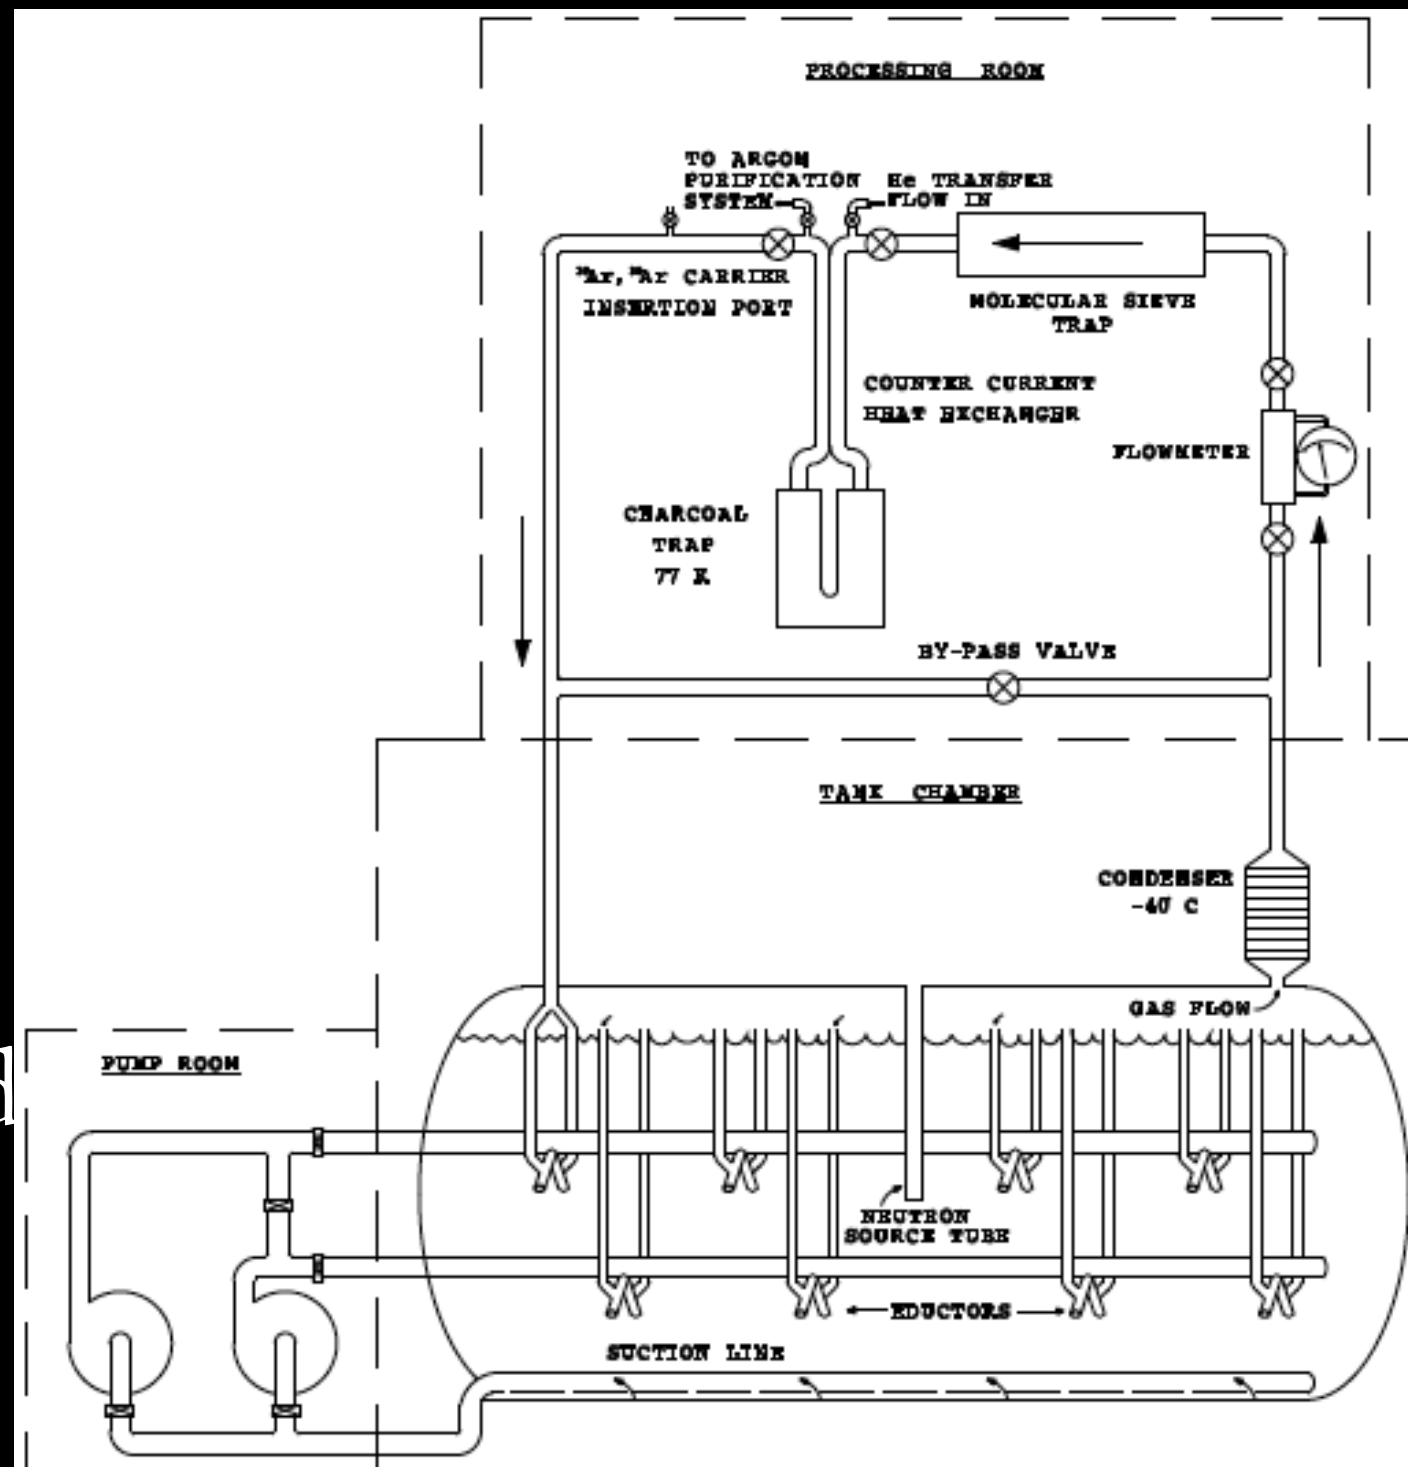 PROCESSING ROOM
TO ARGON
PURIFICATION
SYSTEM
He TRANSFER
FLOW IN
³⁶Ar, ³⁸Ar CARRIER
INSERTION PORT
MOLECULAR SIEVE
TRAP
COUNTER CURRENT
HEAT EXCHANGER
FLOWMETER
CHARCOAL
TRAP
77 K
BY-PASS VALVE
TANK CHAMBER
CONDENSER
-40 C
GAS FLOW
PUMP ROOM
NEUTRON
SOURCE TUBE
EDUCTORS
SUCTION LINE